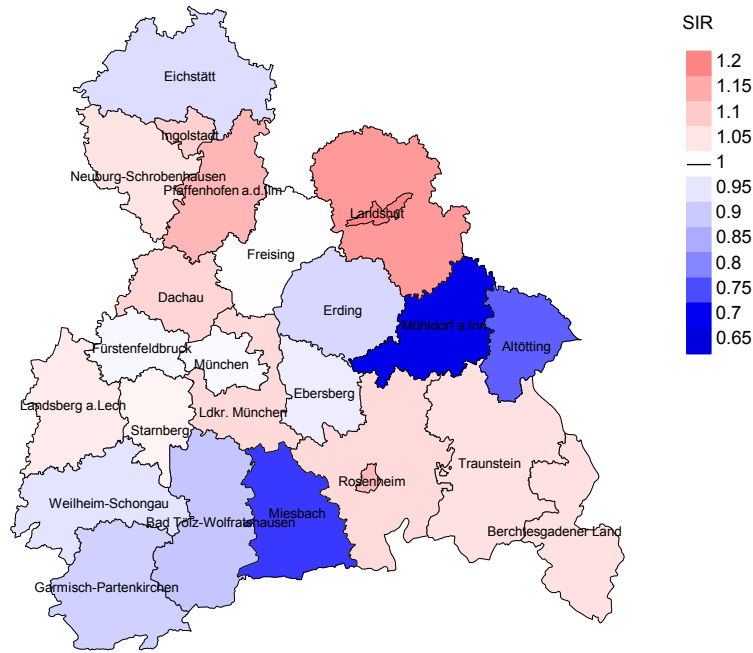 SIR
1.2
1.15
1.1
1.05
1
0.95
0.9
0.85
0.8
0.75
0.7
0.65
Eichstätt
Ingolstadt
Neuburg-Schrobenhausen
Pfaffenhofen a.d.Ilm
Landshut
Freising
Dachau
Erding
Mühldorf a.Inn
Altötting
Fürstenfeldbruck
München
Ebersberg
Landsberg a.Lech
Ldkr. München
Starnberg
Traunstein
Rosenheim
Weilheim-Schongau
Miesbach
Bad Tölz-Wolfratshausen
Berchtesgadener Land
Garmisch-Partenkirchen